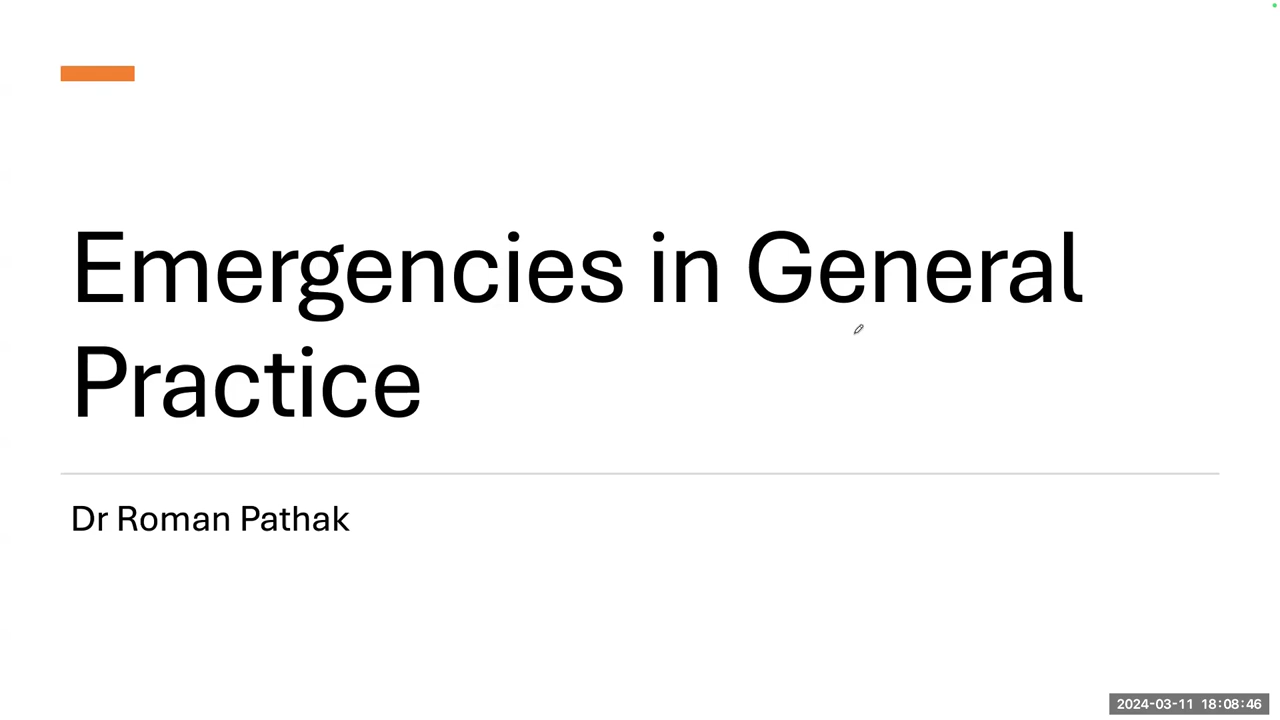 Emergencies in General
Practice
Dr Roman Pathak
2024-03-11 18:08:46